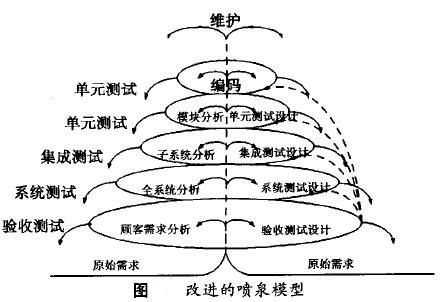 维护
单元测试 编码
单元测试 模块分析 单元测试设计
集成测试 子系统分析 集成测试设计
系统测试 全系统分析 系统测试设计
验收测试 顾客需求分析 验收测试设计
原始需求 原始需求
图 改进的喷泉模型